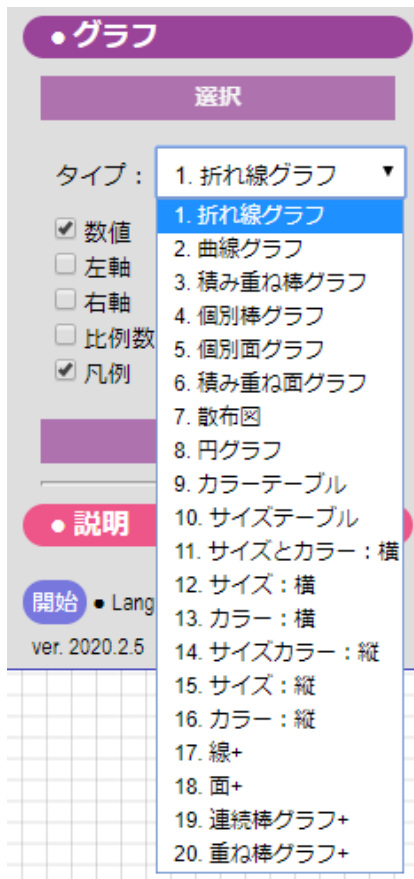 ●グラフ
選択
タイプ： 1. 折れ線グラフ ▼
数値
左軸
右軸
比例数
凡例
1. 折れ線グラフ
2. 曲線グラフ
3. 積み重ね棒グラフ
4. 個別棒グラフ
5. 個別面グラフ
6. 積み重ね面グラフ
7. 散布図
8. 円グラフ
9. カラーテーブル
10. サイズテーブル
11. サイズとカラー：横
12. サイズ：横
13. カラー：横
14. サイズカラー：縦
15. サイズ：縦
16. カラー：縦
17. 線+
18. 面+
19. 連続棒グラフ+
20. 重ね棒グラフ+
●説明
開始 ● Lang
ver. 2020.2.5